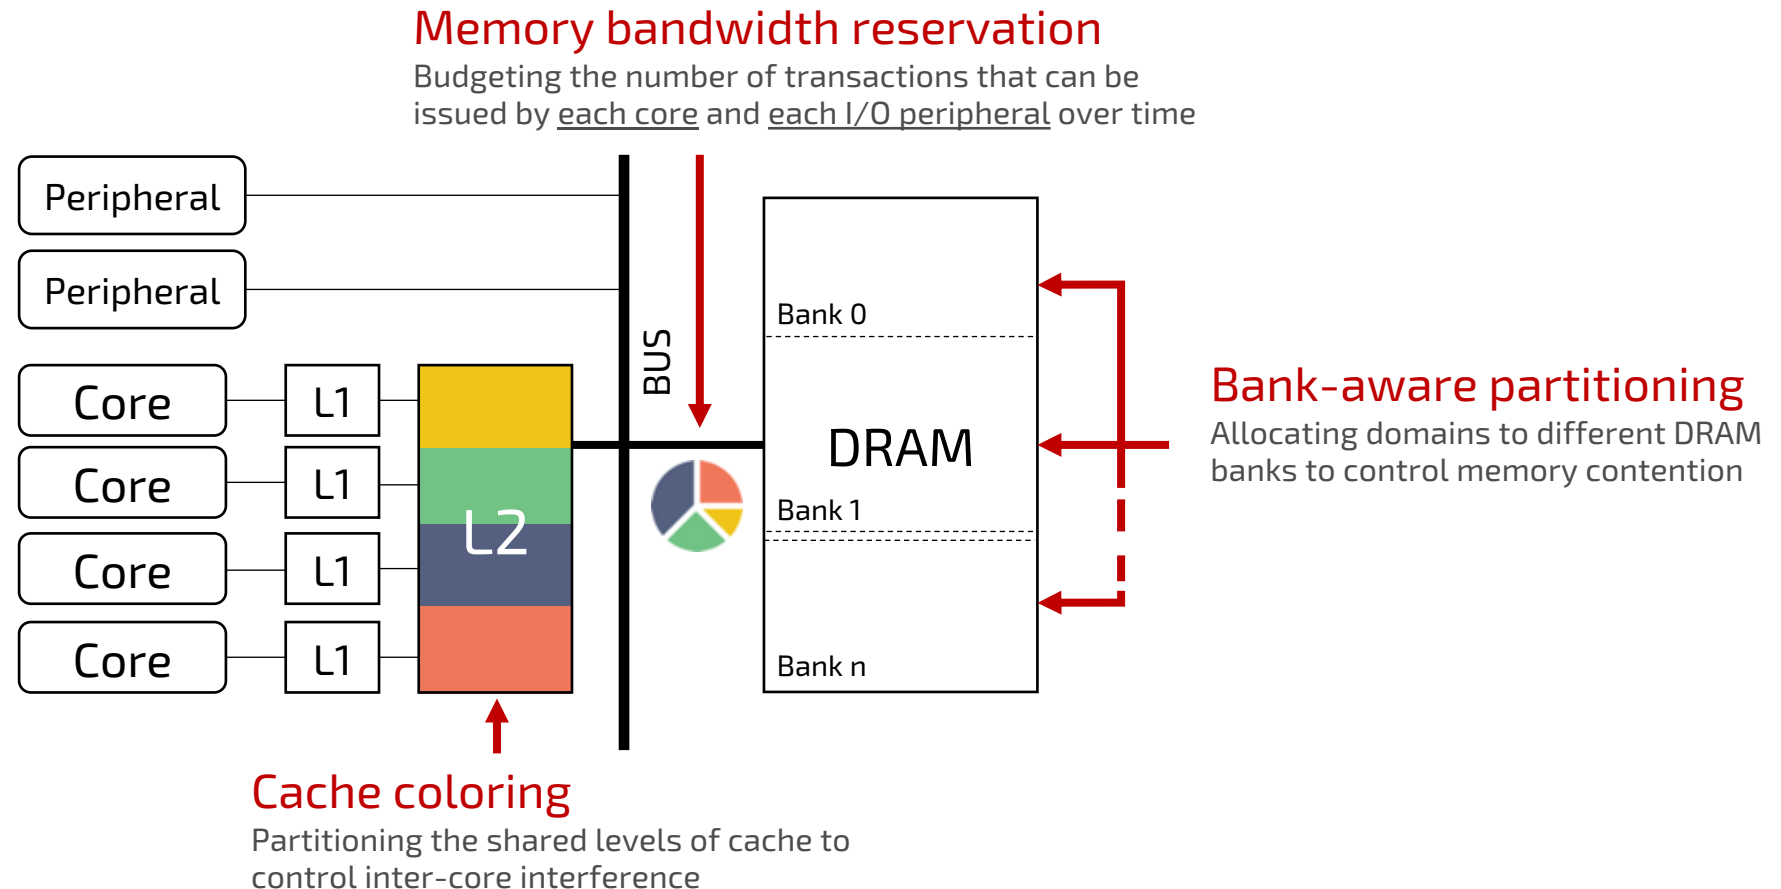 Memory bandwidth reservation
Budgeting the number of transactions that can be
issued by each core and each I/O peripheral over time
Peripheral
Peripheral
BUS
Bank 0
Core
L1
Core
L1
L2
Core
L1
Core
L1
DRAM
Bank 1
Bank n
Bank-aware partitioning
Allocating domains to different DRAM
banks to control memory contention
Cache coloring
Partitioning the shared levels of cache to
control inter-core interference